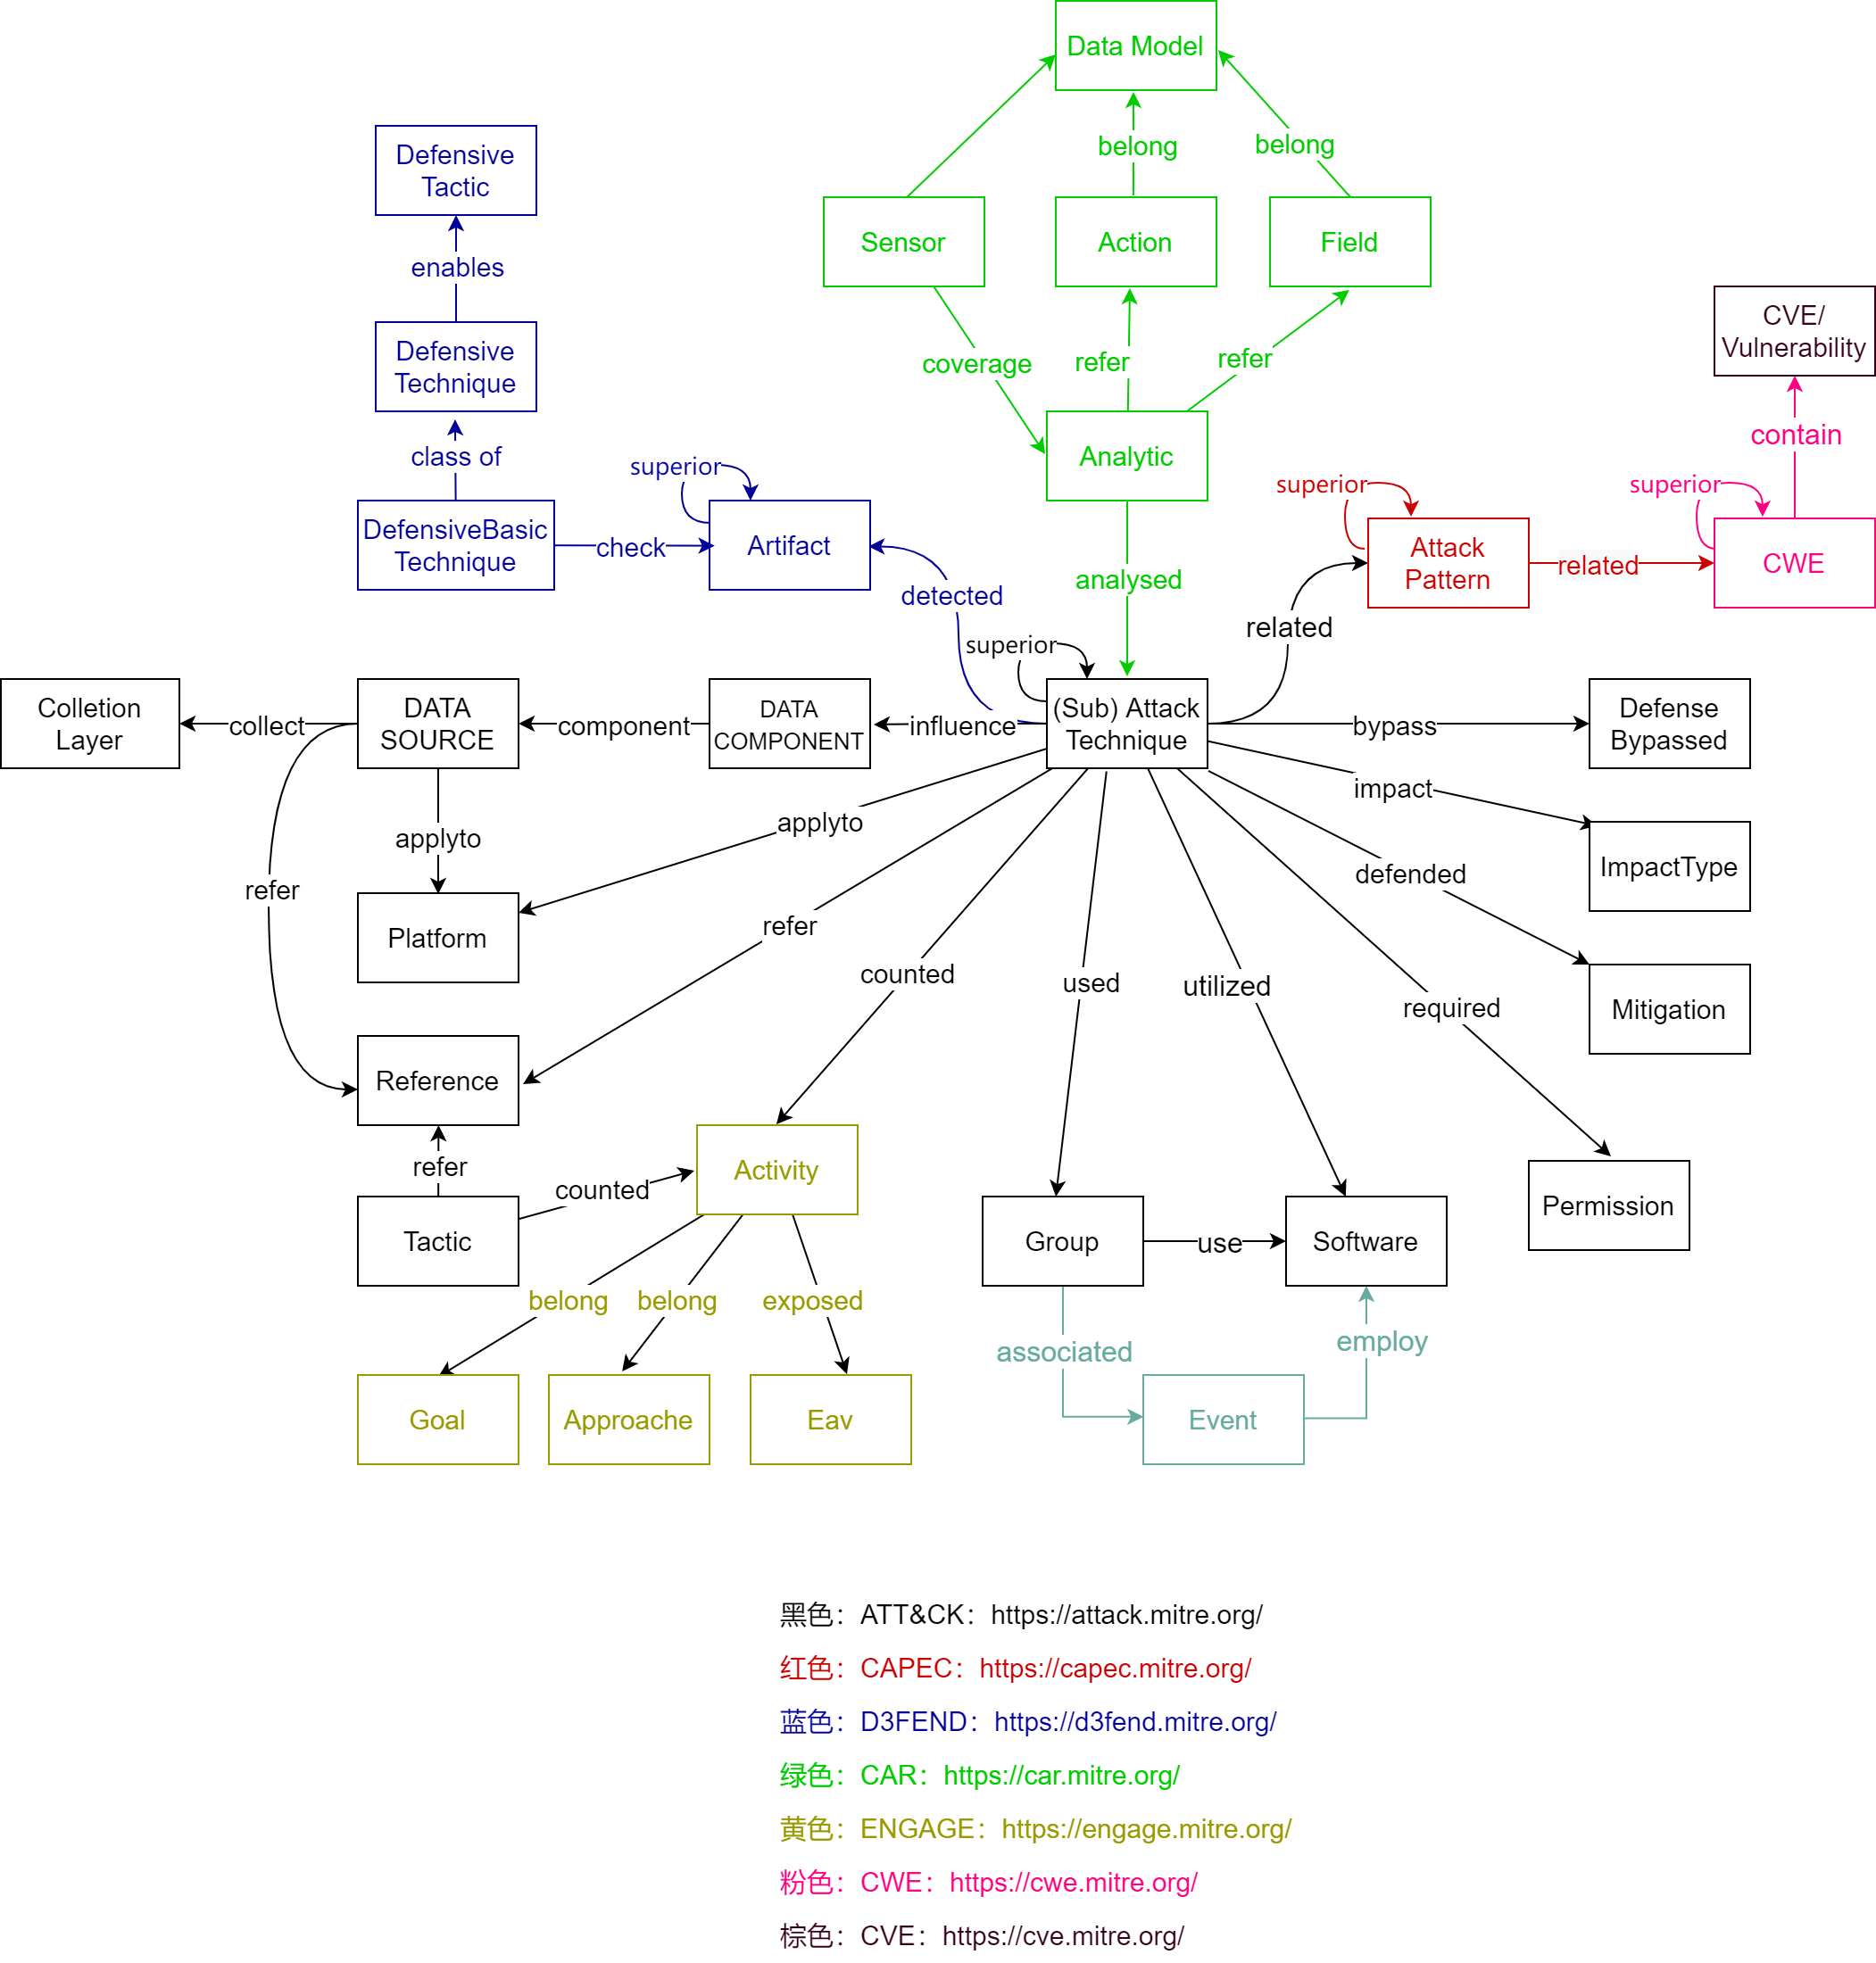 Data Model
belong
belong
Defensive
Tactic
Sensor
Action
Field
enables
CVE/
Vulnerability
Defensive
Technique
coverage
refer
refer
contain
class of
superior
Analytic
superior
superior
DefensiveBasic
Technique
check
Artifact
Attack
Pattern
related
CWE
analysed
detected
related
superior
Colletion
Layer
collect
DATA
SOURCE
component
DATA
COMPONENT
influence
(Sub) Attack
Technique
bypass
Defense
Bypassed
impact
applyto
applyto
ImpactType
defended
refer
refer
Platform
counted
used
utilized
required
Mitigation
Reference
refer
counted
Activity
Permission
Tactic
Group
use
Software
belong
belong
exposed
associated
employ
Goal
Approache
Eav
Event
黑色：ATT&CK：https://attack.mitre.org/
红色：CAPEC：https://capec.mitre.org/
蓝色：D3FEND：https://d3fend.mitre.org/
绿色：CAR：https://car.mitre.org/
黄色：ENGAGE：https://engage.mitre.org/
粉色：CWE：https://cwe.mitre.org/
棕色：CVE：https://cve.mitre.org/